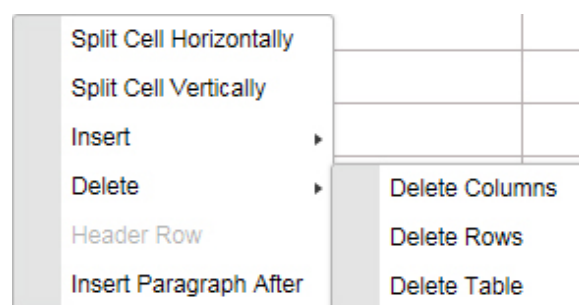 Split Cell Horizontally
Split Cell Vertically
Insert
Delete
Header Row
Insert Paragraph After
Delete Columns
Delete Rows
Delete Table